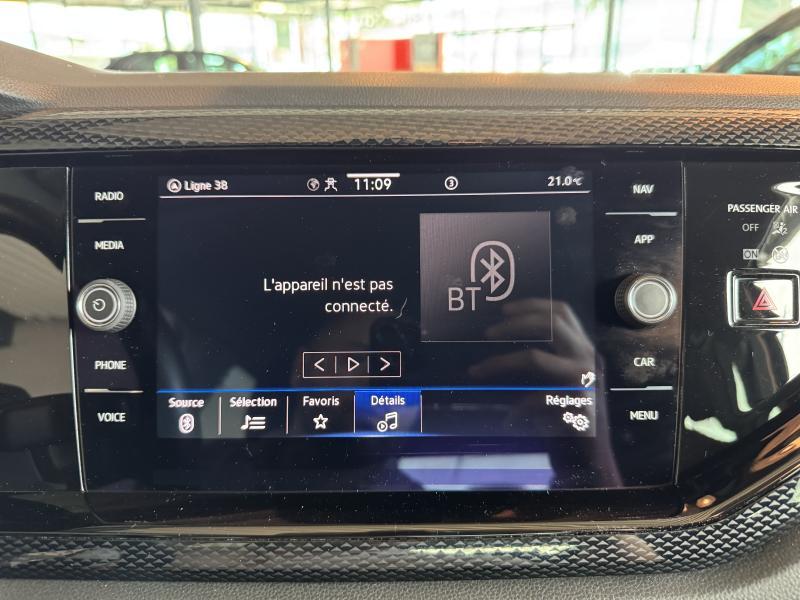 Ligne 38
11:09
3
21.0°C
RADIO
MEDIA
PHONE
VOICE
L'appareil n'est pas
connecté.
BT
Source
Sélection
Favoris
Détails
Réglages
NAV
APP
CAR
MENU
PASSENGER AIR
OFF
ON